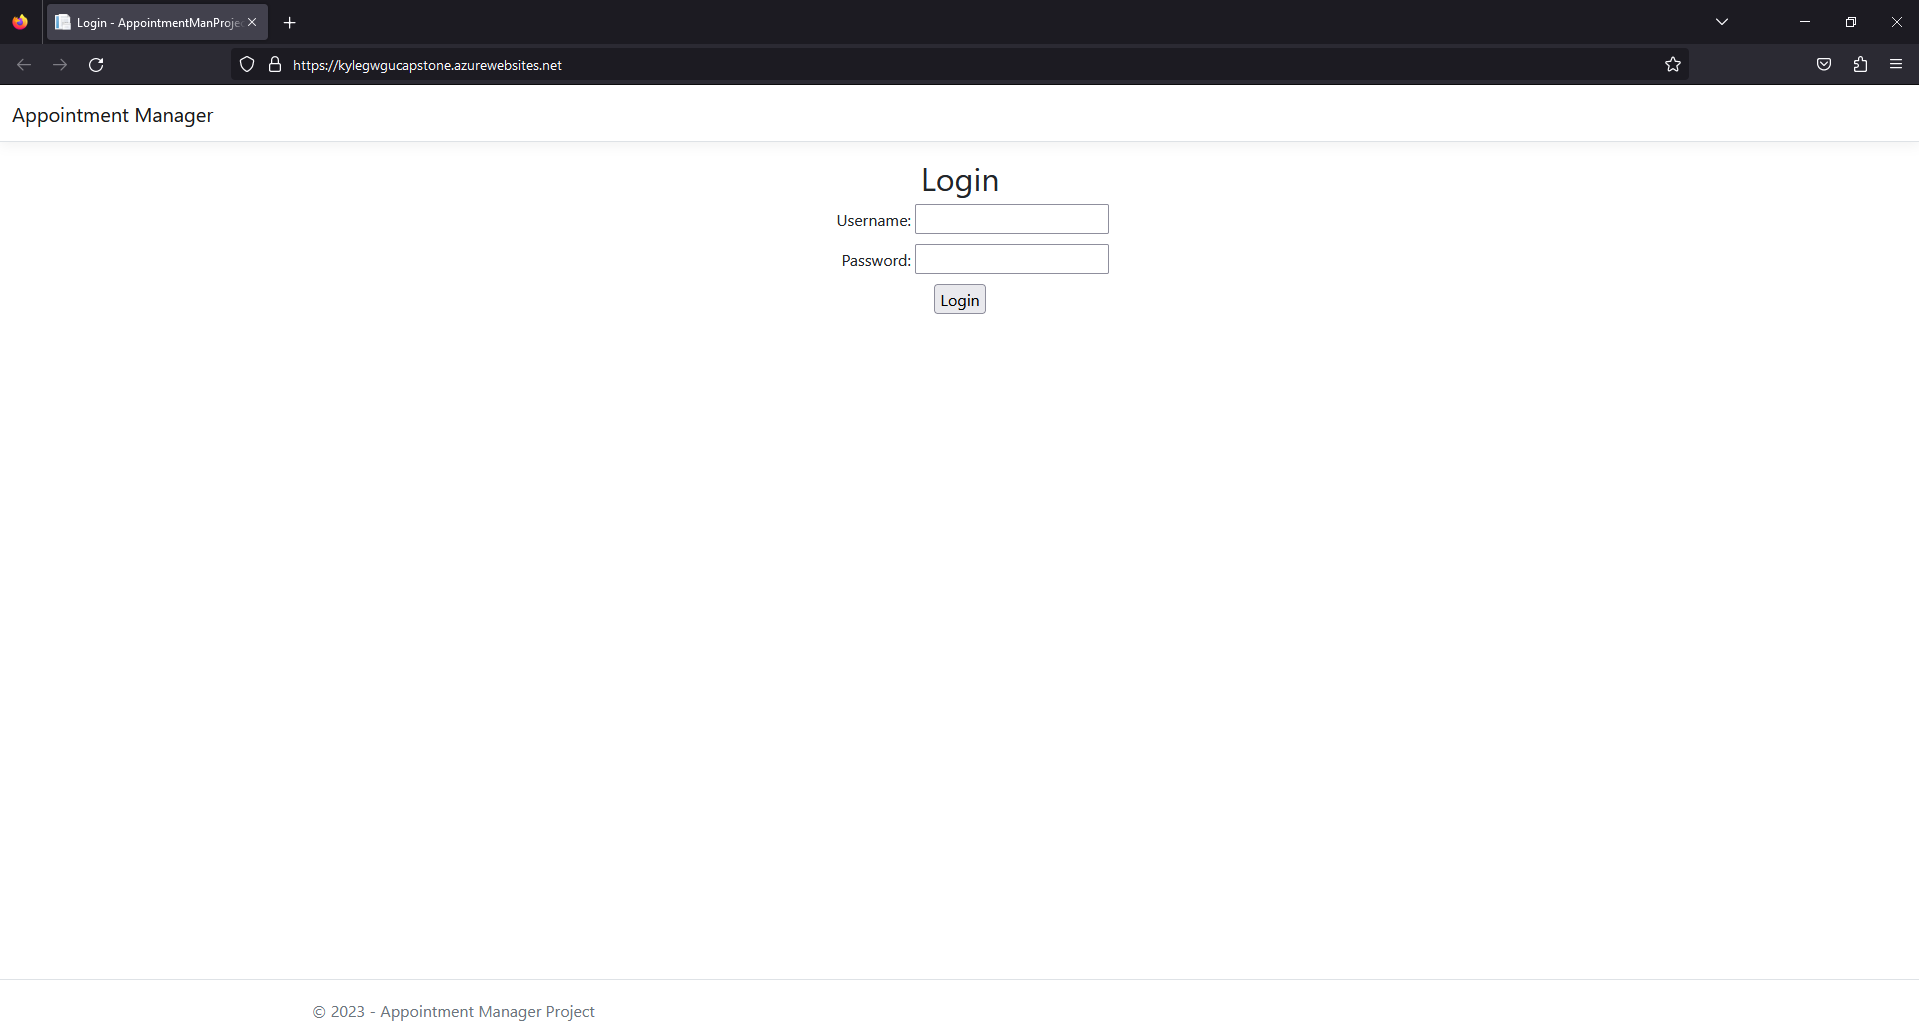 Login - AppointmentManProje
https://kylegwgucapstone.azurewebsites.net
Appointment Manager
Login
Username:
Password:
Login
© 2023 - Appointment Manager Project